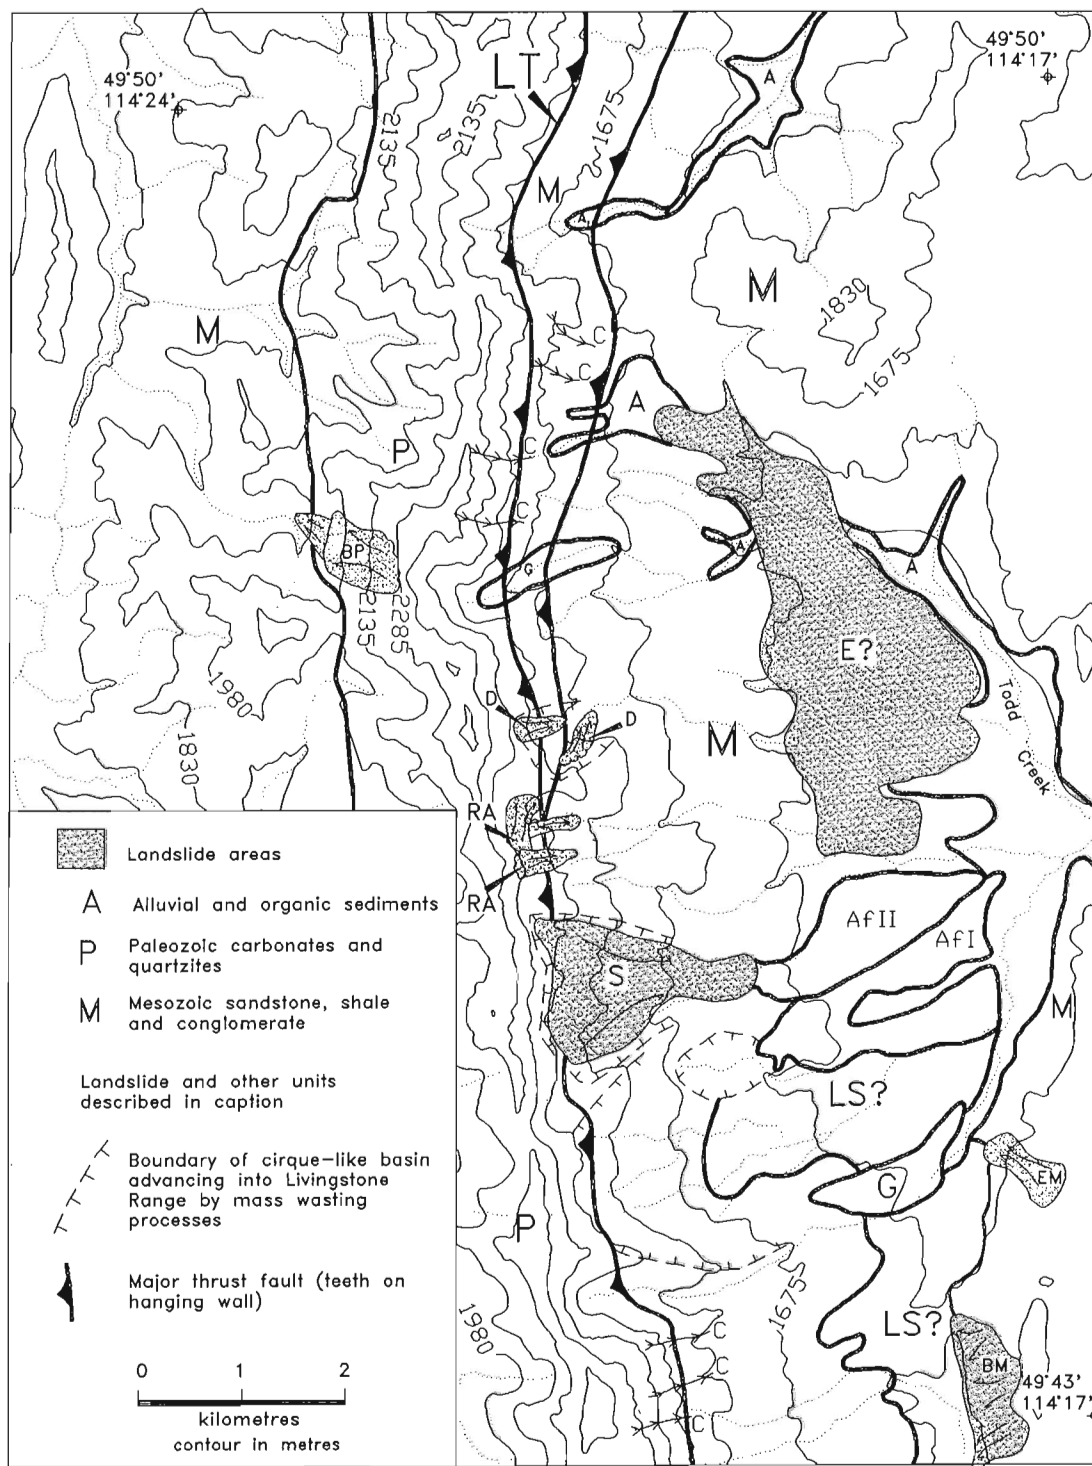 49°50'
114°24'
LT
49°50'
114°17'
A
2135
2135
1675
M
A
M
1830
1675
M
C
C
A
P
C
C
A
A
G
BP
2135
2285
E?
1980
1830
D
D
M
Todd
Creek
RA
RA
AfII
AfI
S
M
LS?
G
EM
P
1675
1980
LS?
BM
C
C
C
49°43'
114°17'
Landslide areas
A Alluvial and organic sediments
P Paleozoic carbonates and
quartzites
M Mesozoic sandstone, shale
and conglomerate
Landslide and other units
described in caption
Boundary of cirque-like basin
advancing into Livingstone
Range by mass wasting
processes
Major thrust fault (teeth on
hanging wall)
0 1 2
kilometres
contour in metres